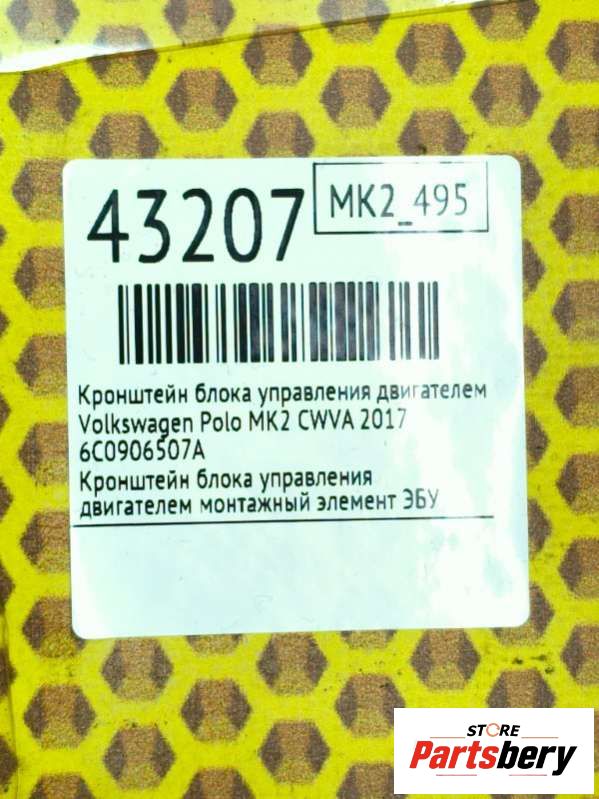 43207
MK2_495
Кронштейн блока управления двигателем
Volkswagen Polo MK2 CWVA 2017
6C0906507A
Кронштейн блока управления
двигателем монтажный элемент ЭБУ
STORE
Partsbery